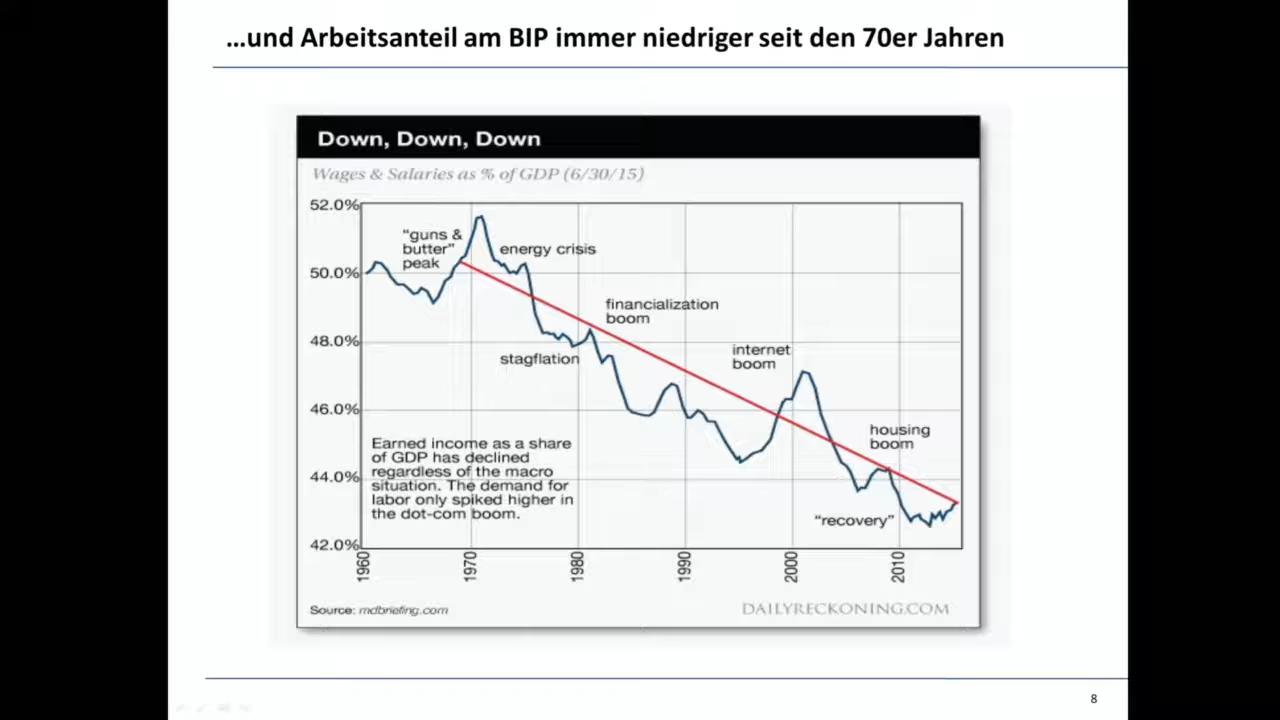 …und Arbeitsanteil am BIP immer niedriger seit den 70er Jahren
Down, Down, Down
Wages & Salaries as % of GDP (6/30/15)
52.0%
50.0%
48.0%
46.0%
44.0%
42.0%
"guns &
butter"
peak
energy crisis
financialization
boom
stagflation
internet
boom
housing
boom
"recovery"
Earned income as a share
of GDP has declined
regardless of the macro
situation. The demand for
labor only spiked higher in
the dot-com boom.
1960
1970
1980
1990
2000
2010
Source: mdbriefing.com
DAILYRECKONING.COM
8